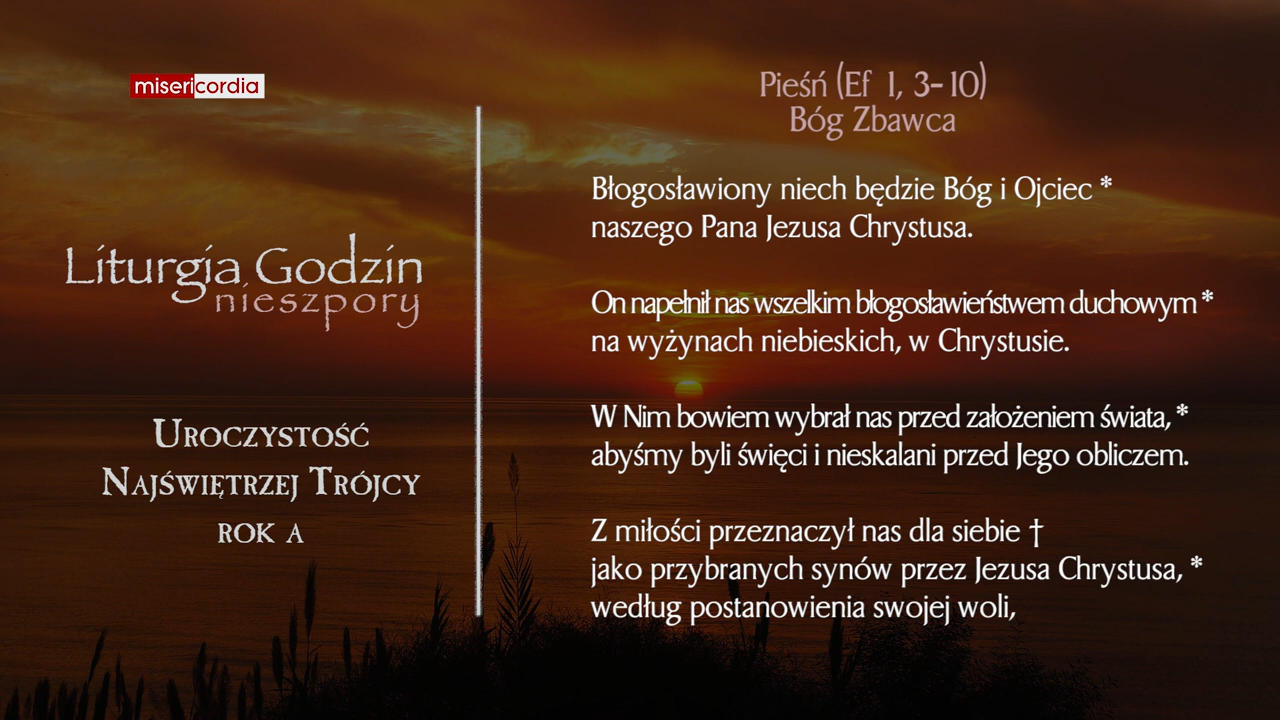 misericordia
Liturgia Godzin
nieszpory
Uroczystość
Najświętrzej Trójcy
rok a
Pieśń (Ef 1, 3-10)
Bóg Zbawca
Błogosławiony niech będzie Bóg i Ojciec *
naszego Pana Jezusa Chrystusa.
On napełnił nas wszelkim błogosławieństwem duchowym *
na wyżynach niebieskich, w Chrystusie.
W Nim bowiem wybrał nas przed założeniem świata, *
abyśmy byli święci i nieskalani przed Jego obliczem.
Z miłości przeznaczył nas dla siebie †
jako przybranych synów przez Jezusa Chrystusa, *
według postanowienia swojej woli,